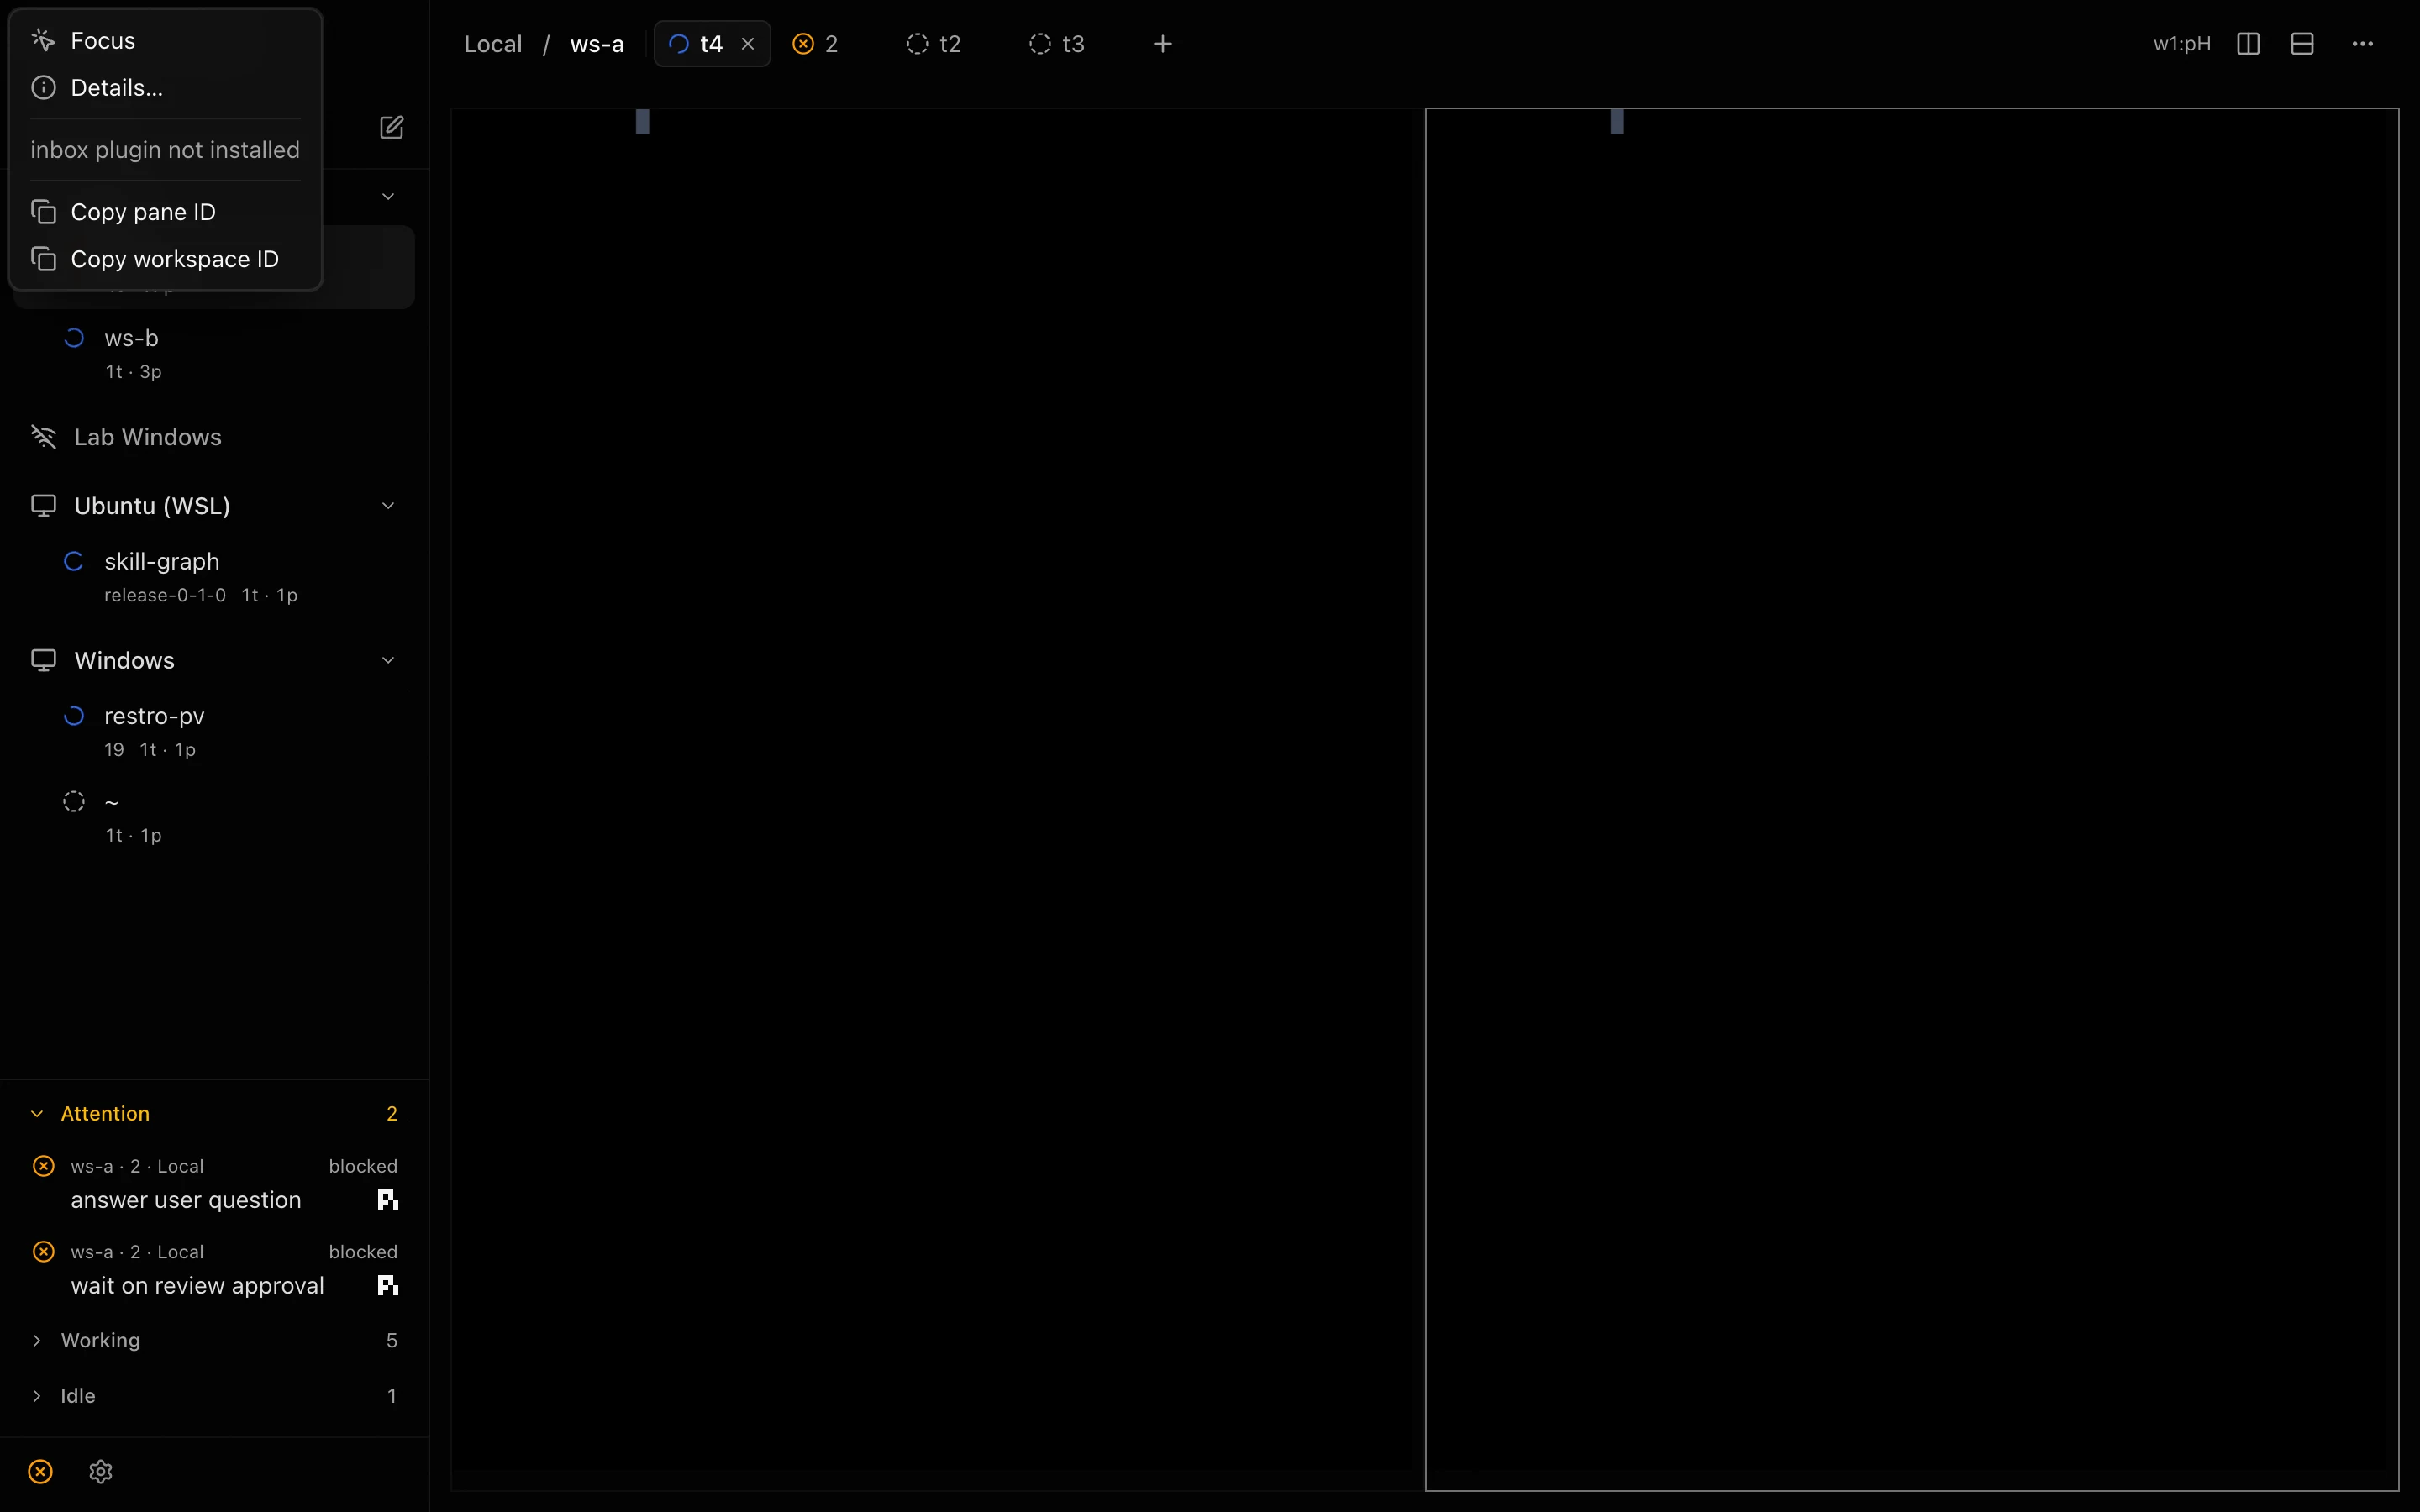 Focus
Details...
inbox plugin not installed
Copy pane ID
Copy workspace ID
ws-b
1t · 3p
Lab Windows
Ubuntu (WSL)
skill-graph
release-0-1-0 1t · 1p
Windows
restro-pv
19 1t · 1p
~
1t · 1p
Attention 2
ws-a · 2 · Local blocked
answer user question
ws-a · 2 · Local blocked
wait on review approval
Working 5
Idle 1
Local / ws-a t4 2 t2 t3 w1:pH